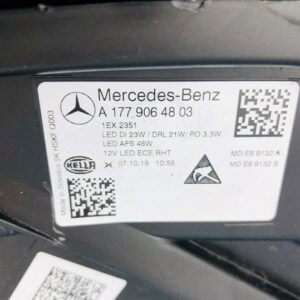 Mercedes-Benz
A 177 906 48 03
1EX 2351
LED DI 23W / DRL 21W/ PO 3.3W
LED AFS 48W
12V LED ECE RHT
HELLA
07.10.19 10:56
MD E8 9132 A
MD E8 9132 B